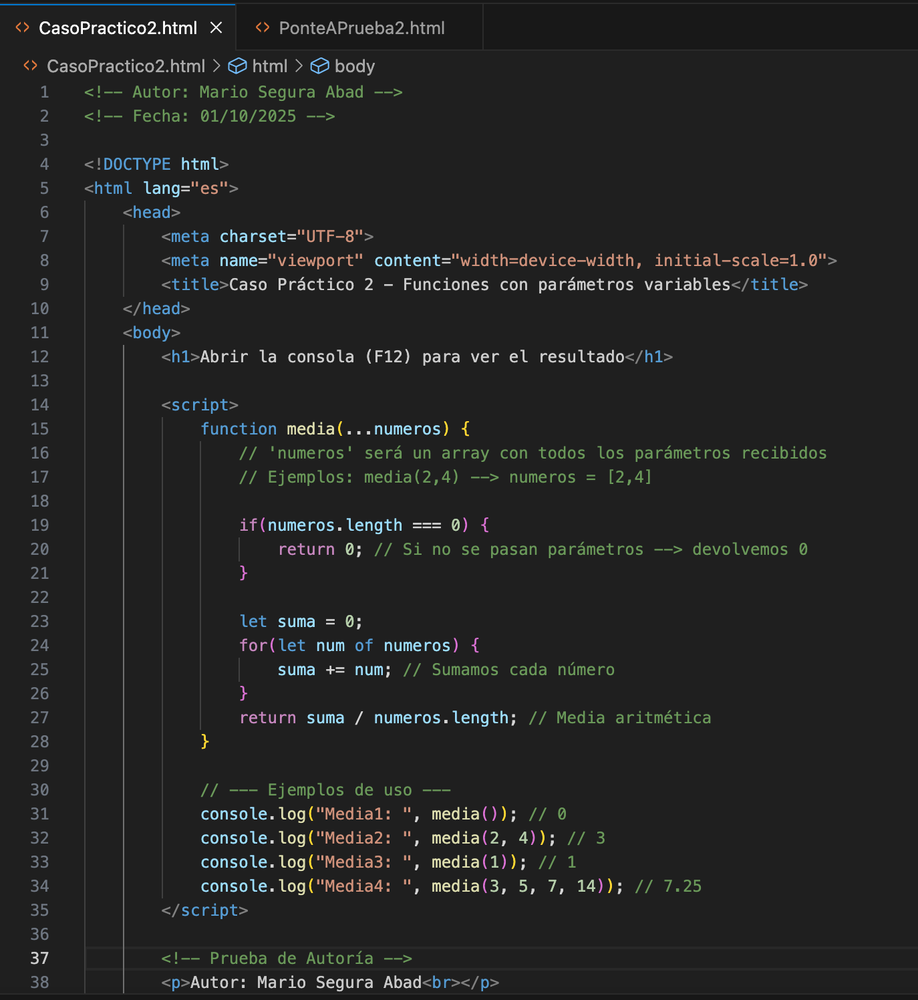 CasoPractico2.html
PonteAPrueba2.html
CasoPractico2.html > html > body
1 <!-- Autor: Mario Segura Abad -->
2 <!-- Fecha: 01/10/2025 -->
3
4 <!DOCTYPE html>
5 <html lang="es">
6     <head>
7         <meta charset="UTF-8">
8         <meta name="viewport" content="width=device-width, initial-scale=1.0">
9         <title>Caso Práctico 2 - Funciones con parámetros variables</title>
10     </head>
11     <body>
12         <h1>Abrir la consola (F12) para ver el resultado</h1>
13
14         <script>
15             function media(...numeros) {
16                 // 'numeros' será un array con todos los parámetros recibidos
17                 // Ejemplos: media(2,4) --> numeros = [2,4]
18
19                 if(numeros.length === 0) {
20                     return 0; // Si no se pasan parámetros --> devolvemos 0
21                 }
22
23                 let suma = 0;
24                 for(let num of numeros) {
25                     suma += num; // Sumamos cada número
26                 }
27                 return suma / numeros.length; // Media aritmética
28             }
29
30             // --- Ejemplos de uso ---
31             console.log("Media1: ", media()); // 0
32             console.log("Media2: ", media(2, 4)); // 3
33             console.log("Media3: ", media(1)); // 1
34             console.log("Media4: ", media(3, 5, 7, 14)); // 7.25
35         </script>
36
37         <!-- Prueba de Autoría -->
38         <p>Autor: Mario Segura Abad<br></p>